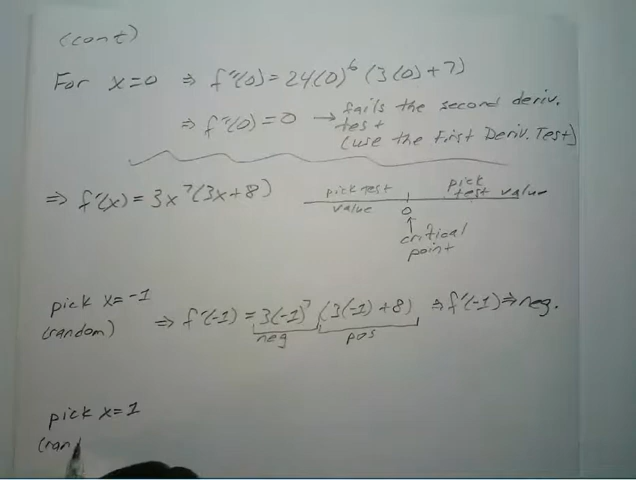 (cont)
For x=0 ⇒ f"(0) = 24(0)⁶ (3(0)+7)
⇒ f"(0) = 0 → fails the second deriv.
test
(use the First Deriv. Test)
⇒ f'(x) = 3x⁷(3x+8)
pick test
value
pick
test value
0
↑
critical
point
pick x=-1
(random)
⇒ f'(-1) = 3(-1)⁷ (3(-1)+8) ⇒ f'(-1) ⇒ neg.
neg
pos
pick x=1
(ran